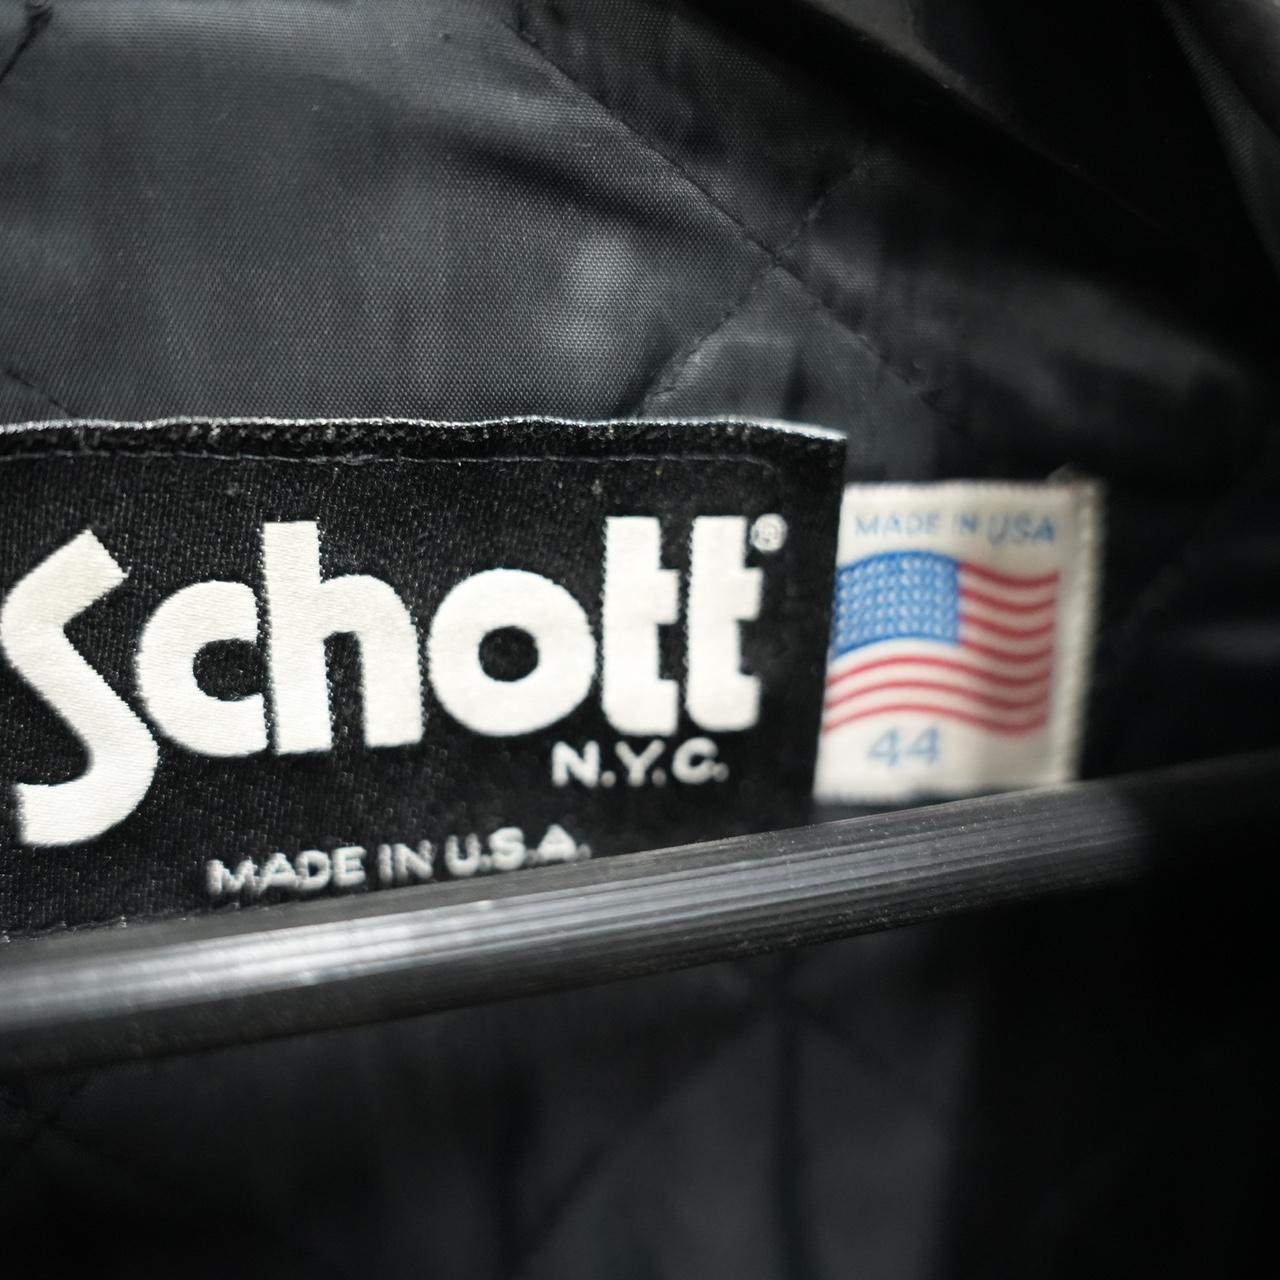 Schott®
N.Y.C.
MADE IN U.S.A.
MADE IN USA
44